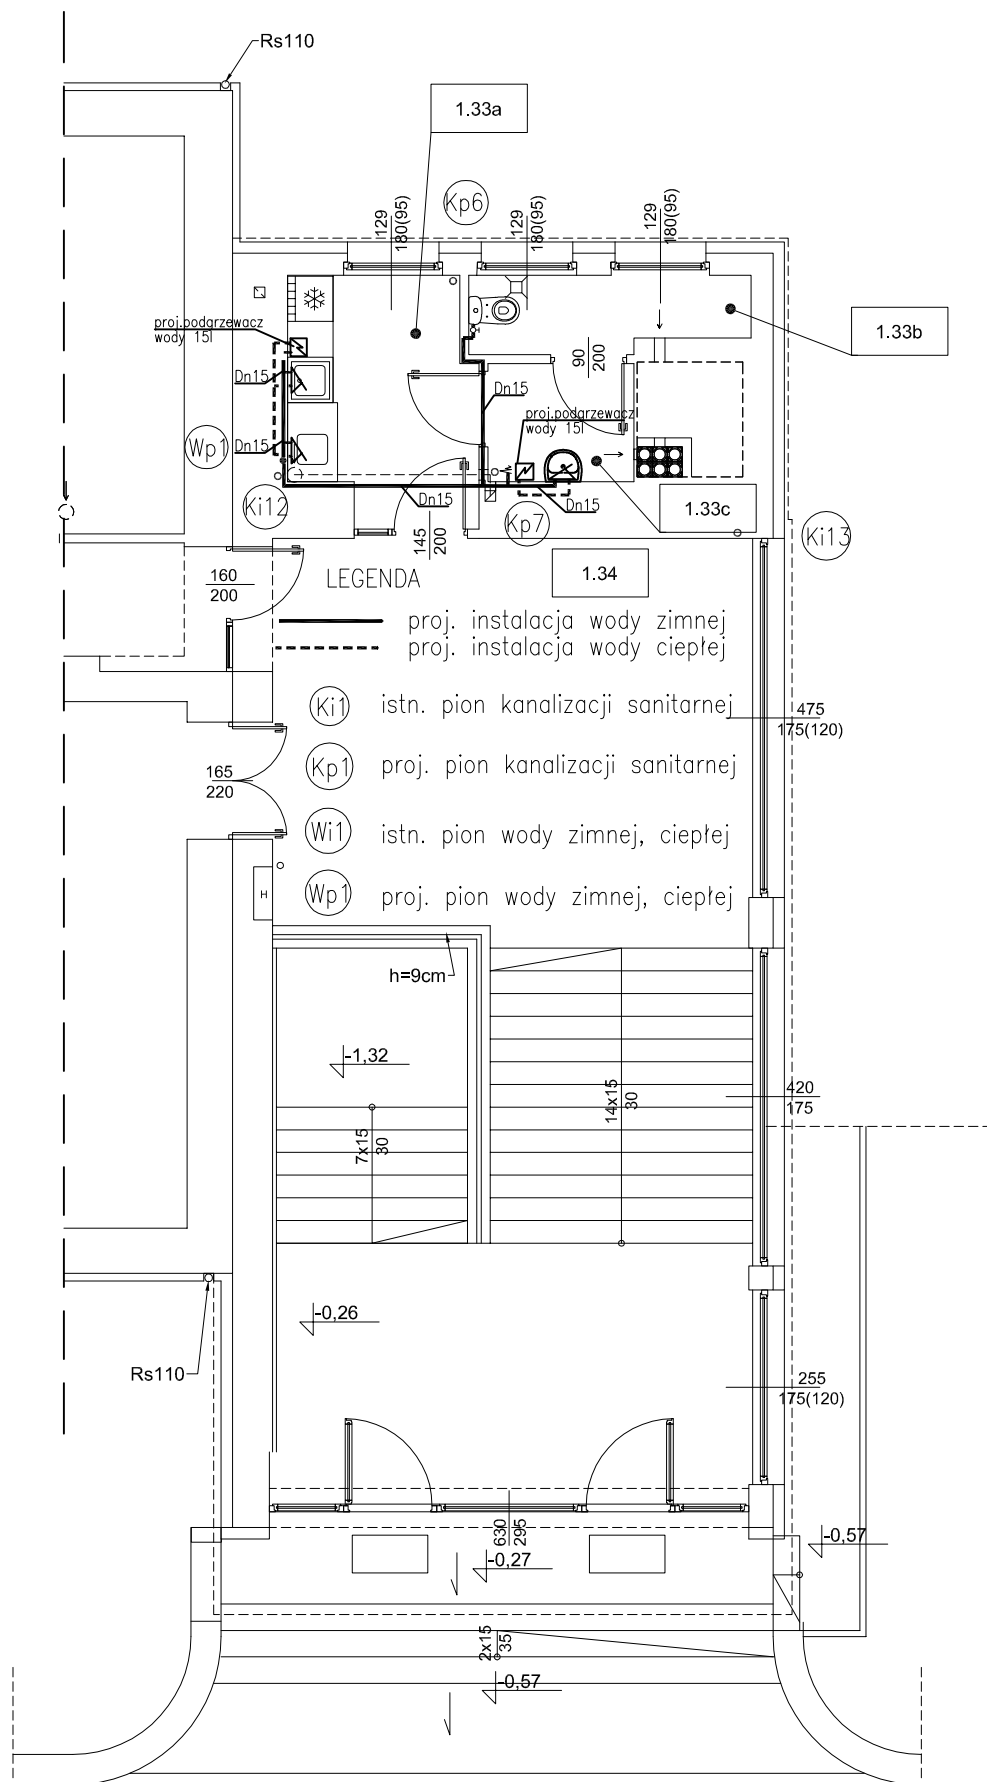 Rs110
1.33a
Kp6
129
180(95)
129
180(95)
129
180(95)
proj.podgrzewacz
wody 15l
1.33b
90
200
Dn15
Dn15
proj.podgrzewacz
wody 15l
Wp1
Dn15
Ki12
Dn15
Dn15
Kp7
1.33c
Ki13
145
200
1.34
160
200
LEGENDA
proj. instalacja wody zimnej
proj. instalacja wody ciepłej
Ki1 istn. pion kanalizacji sanitarnej
475
175(120)
Kp1 proj. pion kanalizacji sanitarnej
165
220
Wi1 istn. pion wody zimnej, ciepłej
H
Wp1 proj. pion wody zimnej, ciepłej
h=9cm
-1,32
14x15
30
420
175
7x15
30
-0,26
Rs110
255
175(120)
630
295
-0,57
-0,27
2x15
35
-0,57